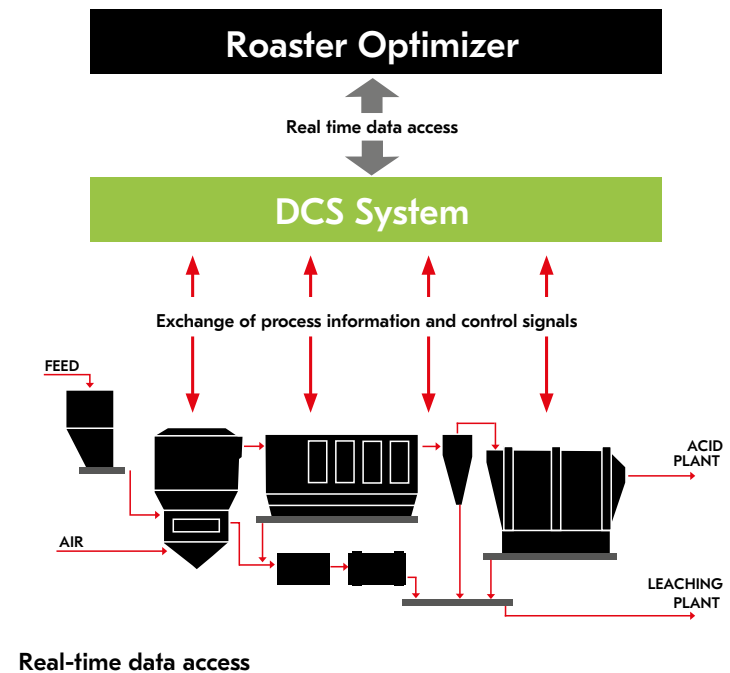 Roaster Optimizer
Real time data access
DCS System
Exchange of process information and control signals
FEED
ACID
PLANT
AIR
LEACHING
PLANT
Real-time data access